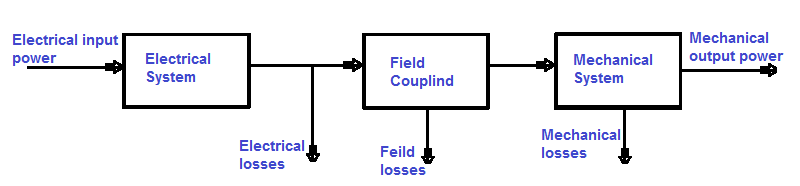 Electrical input
power
Electrical
System
Electrical
losses
Field
Couplind
Feild
losses
Mechanical
System
Mechanical
losses
Mechanical
output power